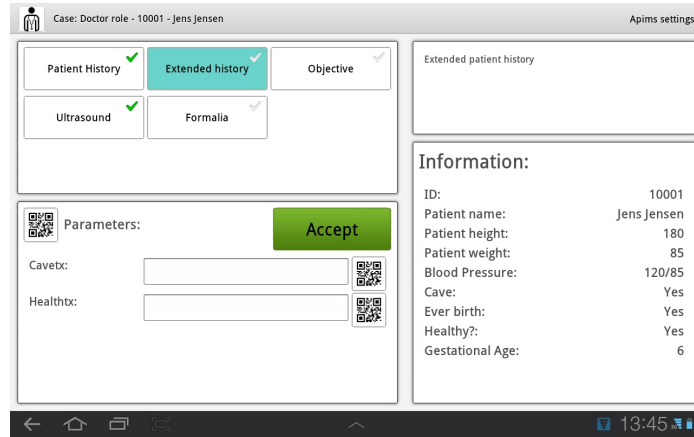 Case: Doctor role - 10001 - Jens Jensen
Apims settings
Patient History
Extended history
Objective
Ultrasound
Formalia
Extended patient history
Parameters:
Accept
Cavetx:
Healthtx:
Information:
ID: 10001
Patient name: Jens Jensen
Patient height: 180
Patient weight: 85
Blood Pressure: 120/85
Cave: Yes
Ever birth: Yes
Healthy?: Yes
Gestational Age: 6
13:45